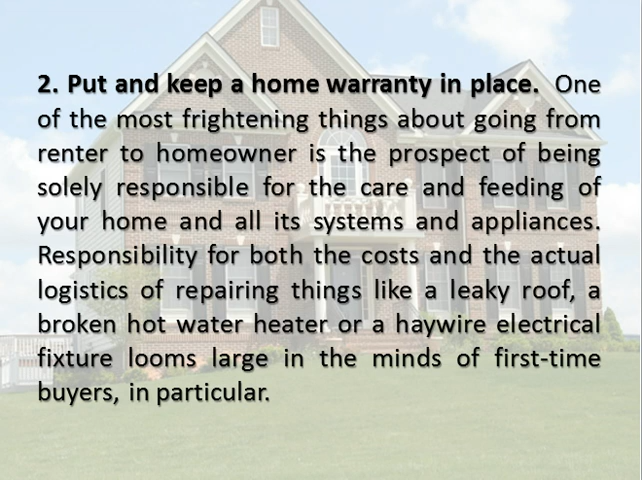 2. Put and keep a home warranty in place.  One
of the most frightening things about going from
renter to homeowner is the prospect of being
solely responsible for the care and feeding of
your home and all its systems and appliances.
Responsibility for both the costs and the actual
logistics of repairing things like a leaky roof, a
broken hot water heater or a haywire electrical
fixture looms large in the minds of first-time
buyers, in particular.